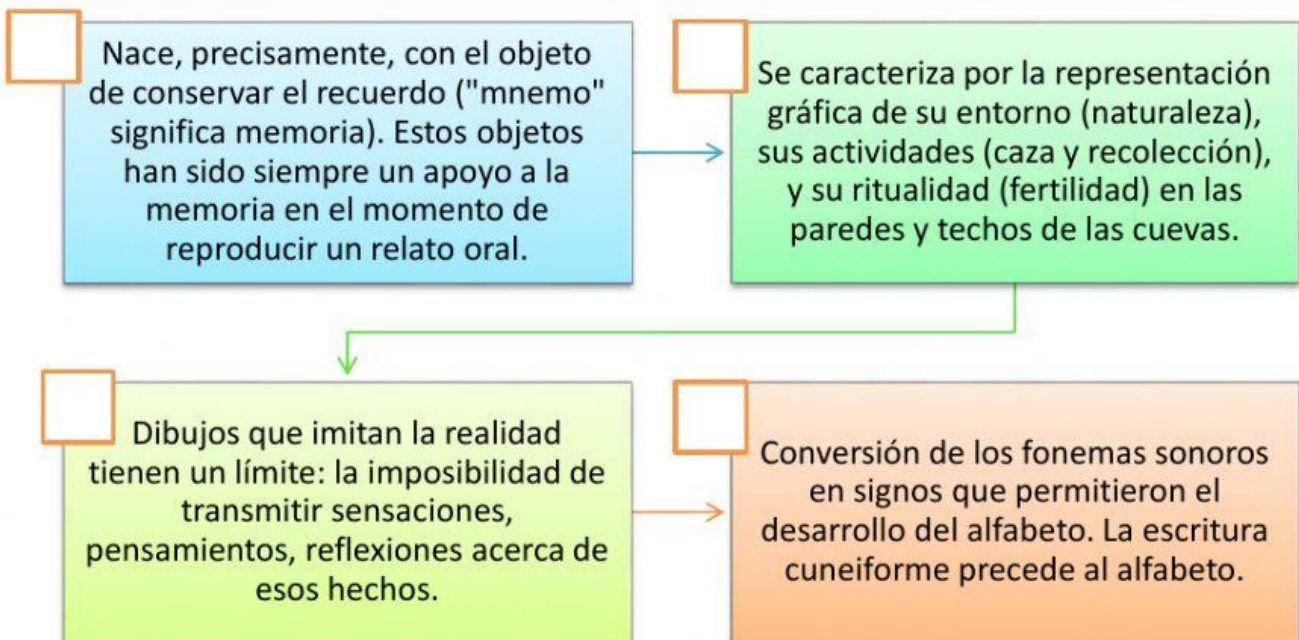 Nace, precisamente, con el objeto
de conservar el recuerdo ("mnemo"
significa memoria). Estos objetos
han sido siempre un apoyo a la
memoria en el momento de
reproducir un relato oral.
Se caracteriza por la representación
gráfica de su entorno (naturaleza),
sus actividades (caza y recolección),
y su ritualidad (fertilidad) en las
paredes y techos de las cuevas.
Dibujos que imitan la realidad
tienen un límite: la imposibilidad de
transmitir sensaciones,
pensamientos, reflexiones acerca de
esos hechos.
Conversión de los fonemas sonoros
en signos que permitieron el
desarrollo del alfabeto. La escritura
cuneiforme precede al alfabeto.